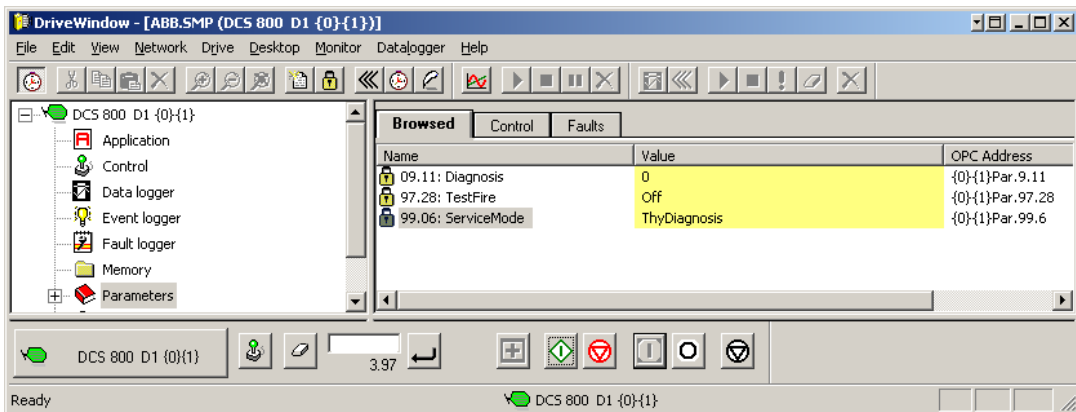 DriveWindow - [ABB.SMP (DCS 800 D1 {0}{1})]
File Edit View Network Drive Desktop Monitor Datalogger Help
DCS 800 D1 {0}{1}
Application
Control
Data logger
Event logger
Fault logger
Memory
Parameters
Browsed Control Faults
Name Value OPC Address
09.11: Diagnosis 0 {0}{1}Par.9.11
97.28: TestFire Off {0}{1}Par.97.28
99.06: ServiceMode ThyDiagnosis {0}{1}Par.99.6
DCS 800 D1 {0}{1}
3.97
Ready DCS 800 D1 {0}{1}